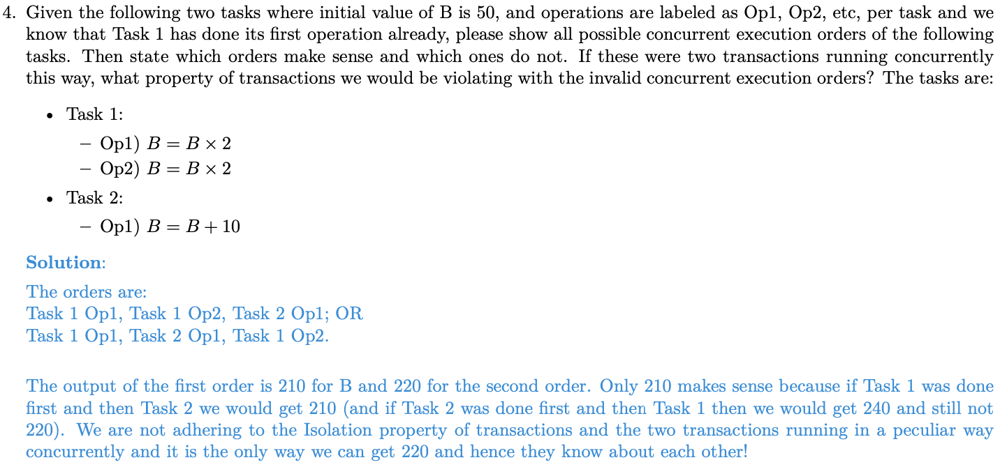 4. Given the following two tasks where initial value of B is 50, and operations are labeled as Op1, Op2, etc, per task and we
know that Task 1 has done its first operation already, please show all possible concurrent execution orders of the following
tasks. Then state which orders make sense and which ones do not. If these were two transactions running concurrently
this way, what property of transactions we would be violating with the invalid concurrent execution orders? The tasks are:
• Task 1:
– Op1) B = B × 2
– Op2) B = B × 2
• Task 2:
– Op1) B = B + 10
Solution:
The orders are:
Task 1 Op1, Task 1 Op2, Task 2 Op1; OR
Task 1 Op1, Task 2 Op1, Task 1 Op2.
The output of the first order is 210 for B and 220 for the second order. Only 210 makes sense because if Task 1 was done
first and then Task 2 we would get 210 (and if Task 2 was done first and then Task 1 then we would get 240 and still not
220). We are not adhering to the Isolation property of transactions and the two transactions running in a peculiar way
concurrently and it is the only way we can get 220 and hence they know about each other!